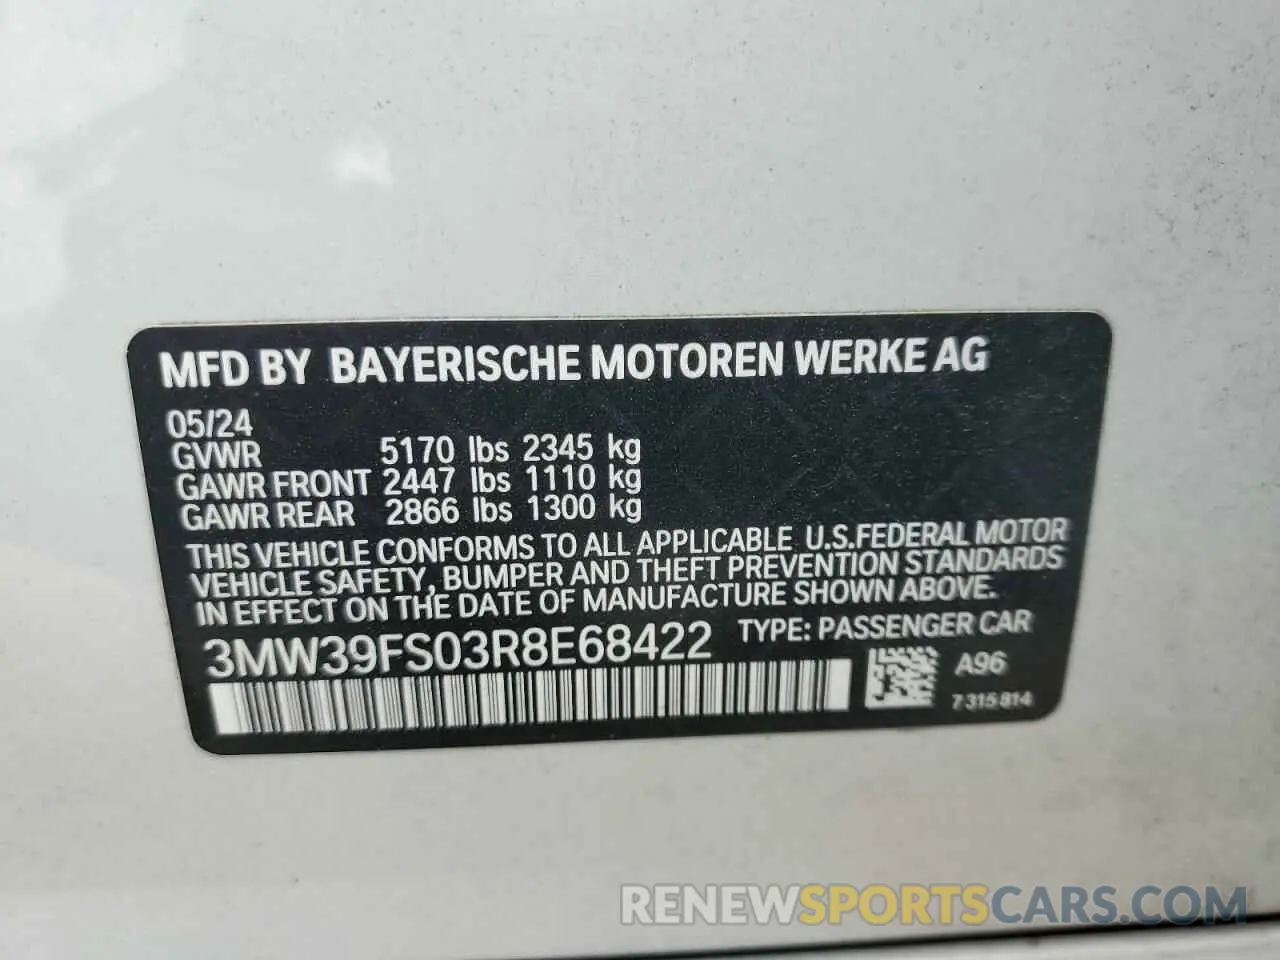 MFD BY BAYERISCHE MOTOREN WERKE AG
05/24
GVWR 5170 lbs 2345 kg
GAWR FRONT 2447 lbs 1110 kg
GAWR REAR 2866 lbs 1300 kg
THIS VEHICLE CONFORMS TO ALL APPLICABLE U.S.FEDERAL MOTOR
VEHICLE SAFETY, BUMPER AND THEFT PREVENTION STANDARDS
IN EFFECT ON THE DATE OF MANUFACTURE SHOWN ABOVE.
3MW39FS03R8E68422 TYPE: PASSENGER CAR
A96
7 315 814
RENEWSPORTSCARS.COM